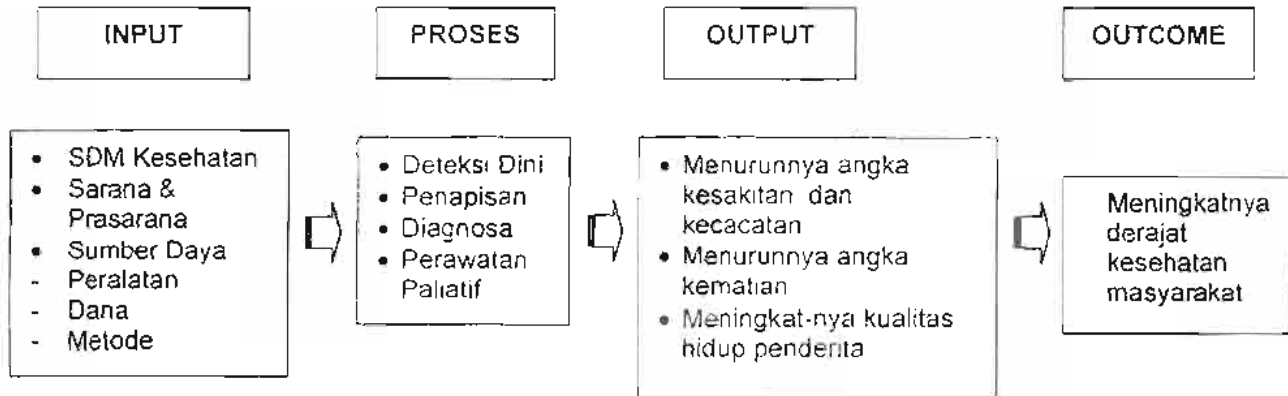 INPUT
PROSES
OUTPUT
OUTCOME
• SDM Kesehatan
• Sarana &
Prasarana
• Sumber Daya
- Peralatan
- Dana
- Metode
• Deteksi Dini
• Penapisan
• Diagnosa
• Perawatan
Paliatif
• Menurunnya angka
kesakitan dan
kecacatan
• Menurunnya angka
kematian
• Meningkat-nya kualitas
hidup penderita
Meningkatnya
derajat
kesehatan
masyarakat